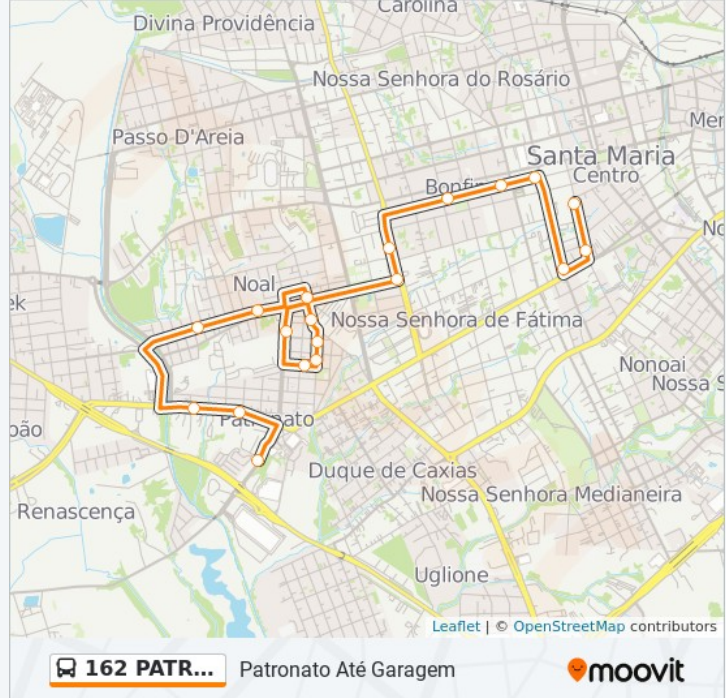 Carolina
Divina Providência
Nossa Senhora do Rosário
Passo D'Areia
Santa Maria
Centro
Noal
Nossa Senhora de Fátima
Nonoai
Patronato
Duque de Caxias
Nossa Senhora Medianeira
Renascença
Uglione
Leaflet | © OpenStreetMap contributors
162 PATR...
Patronato Até Garagem
moovit